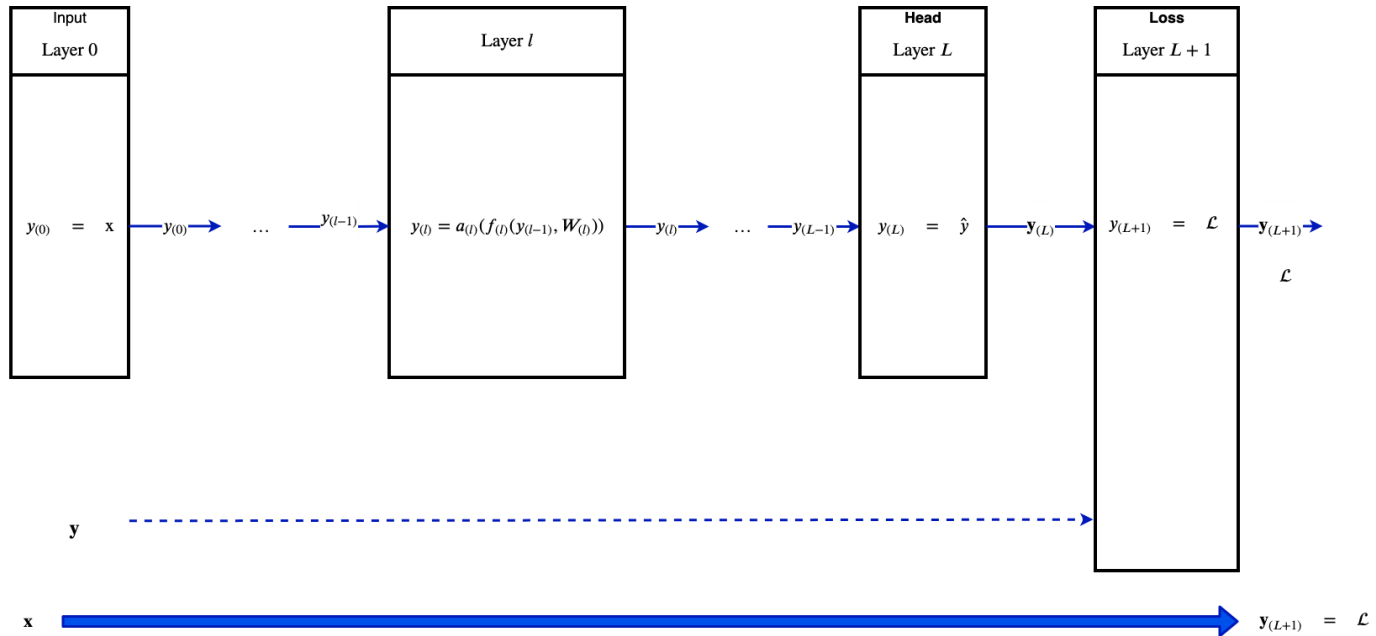 Input
Layer 0
Layer l
Head
Layer L
Loss
Layer L + 1
y₍₀₎ = x
y₍₀₎
…
y₍l₋₁₎
y₍l₎ = a₍l₎(f₍l₎(y₍l₋₁₎, W₍l₎))
y₍l₎
…
y₍L₋₁₎
y₍L₎ = ŷ
y₍L₎
y₍L₊₁₎ = ℒ
y₍L₊₁₎
ℒ
y
x
y₍L₊₁₎ = ℒ